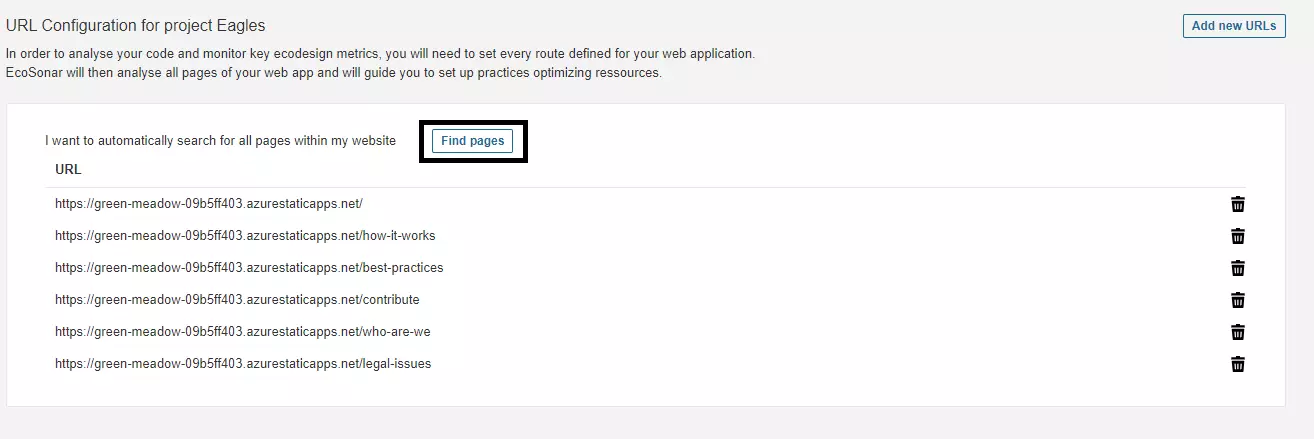 URL Configuration for project Eagles
Add new URLs
In order to analyse your code and monitor key ecodesign metrics, you will need to set every route defined for your web application.
EcoSonar will then analyse all pages of your web app and will guide you to set up practices optimizing ressources.
I want to automatically search for all pages within my website
Find pages
URL
https://green-meadow-09b5ff403.azurestaticapps.net/
https://green-meadow-09b5ff403.azurestaticapps.net/how-it-works
https://green-meadow-09b5ff403.azurestaticapps.net/best-practices
https://green-meadow-09b5ff403.azurestaticapps.net/contribute
https://green-meadow-09b5ff403.azurestaticapps.net/who-are-we
https://green-meadow-09b5ff403.azurestaticapps.net/legal-issues